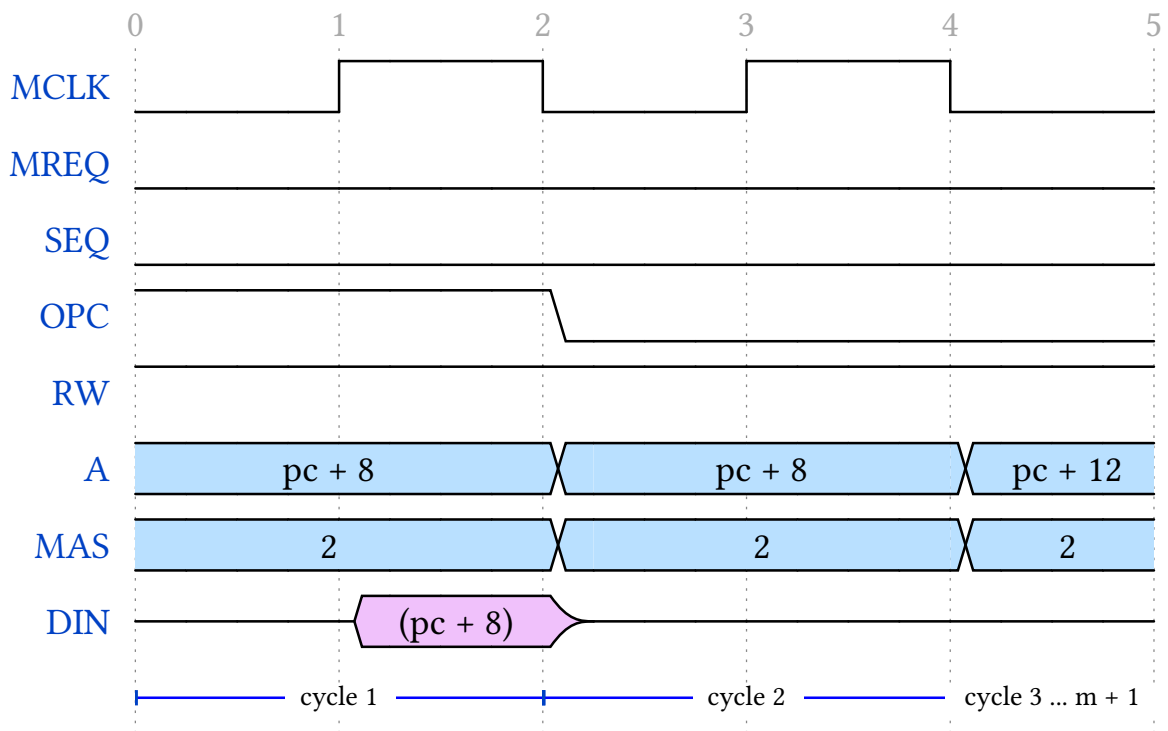 0 1 2 3 4 5
MCLK
MREQ
SEQ
OPC
RW
A pc + 8 pc + 8 pc + 12
MAS 2 2 2
DIN (pc + 8)
cycle 1 cycle 2 cycle 3 ... m + 1